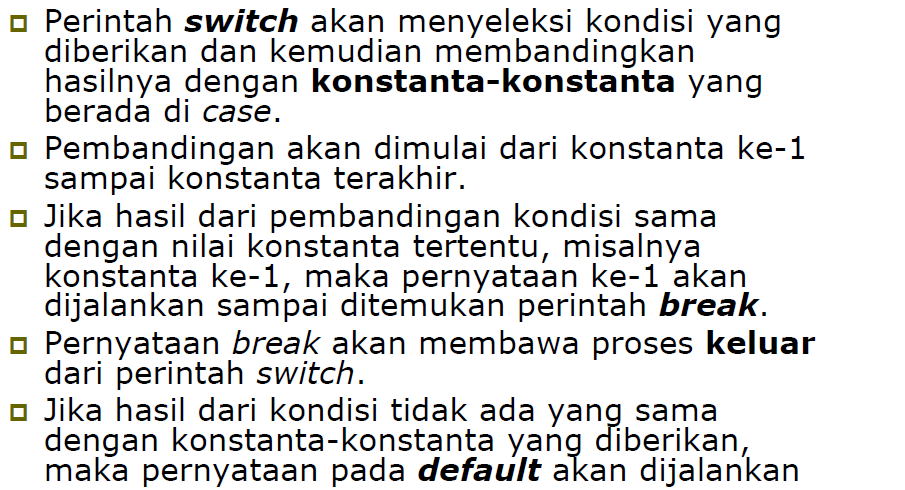 Perintah switch akan menyeleksi kondisi yang
diberikan dan kemudian membandingkan
hasilnya dengan konstanta-konstanta yang
berada di case.
Pembandingan akan dimulai dari konstanta ke-1
sampai konstanta terakhir.
Jika hasil dari pembandingan kondisi sama
dengan nilai konstanta tertentu, misalnya
konstanta ke-1, maka pernyataan ke-1 akan
dijalankan sampai ditemukan perintah break.
Pernyataan break akan membawa proses keluar
dari perintah switch.
Jika hasil dari kondisi tidak ada yang sama
dengan konstanta-konstanta yang diberikan,
maka pernyataan pada default akan dijalankan